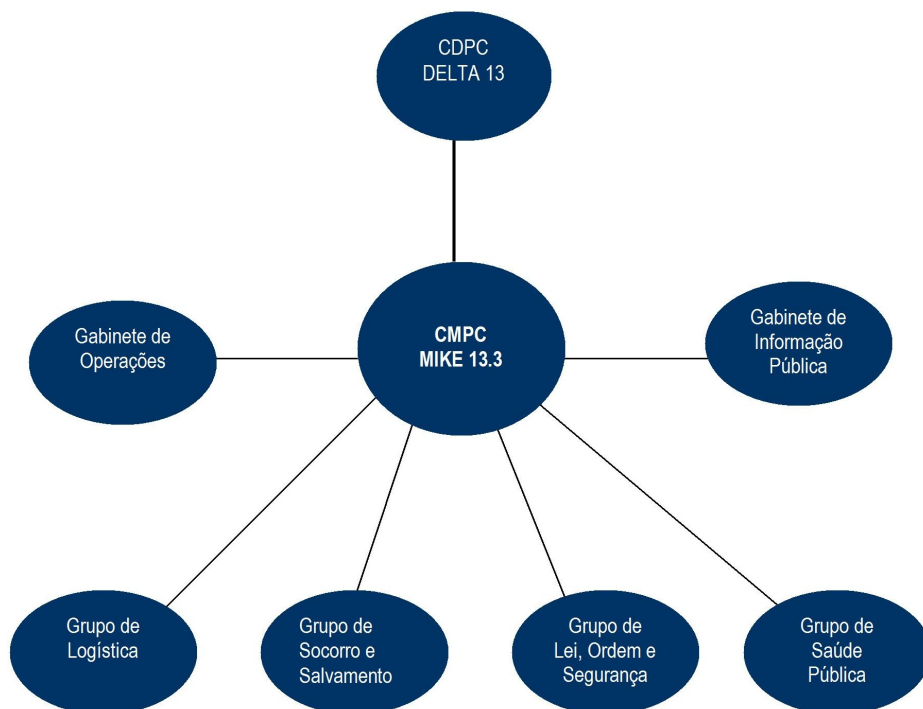 CDPC
DELTA 13
CMPC
MIKE 13.3
Gabinete de
Operações
Gabinete de
Informação
Pública
Grupo de
Logística
Grupo de
Socorro e
Salvamento
Grupo de
Lei, Ordem e
Segurança
Grupo de
Saúde
Pública